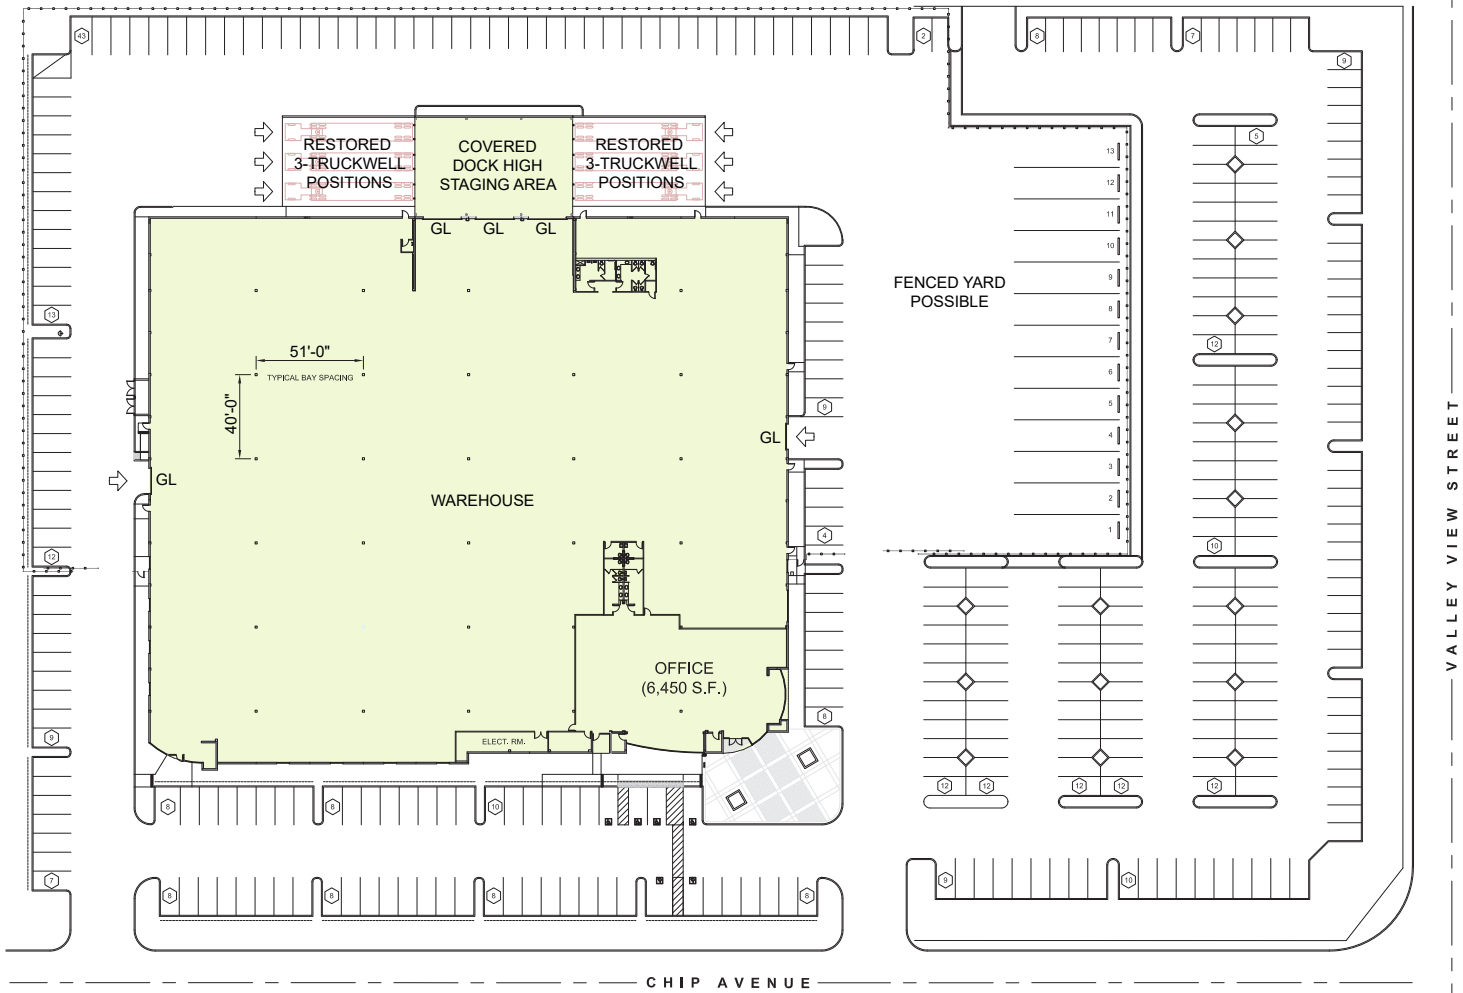 43
2
8
7
9
RESTORED
3-TRUCKWELL
POSITIONS
COVERED
DOCK HIGH
STAGING AREA
RESTORED
3-TRUCKWELL
POSITIONS
GL
GL
GL
5
13
12
11
10
9
8
7
6
5
4
3
2
1
FENCED YARD
POSSIBLE
13
12
51'-0"
TYPICAL BAY SPACING
40'-0"
9
GL
GL
WAREHOUSE
4
12
10
OFFICE
(6,450 S.F.)
8
9
ELECT. RM.
12
12
12
12
12
8
8
10
7
8
8
8
8
9
10
VALLEY VIEW STREET
CHIP AVENUE